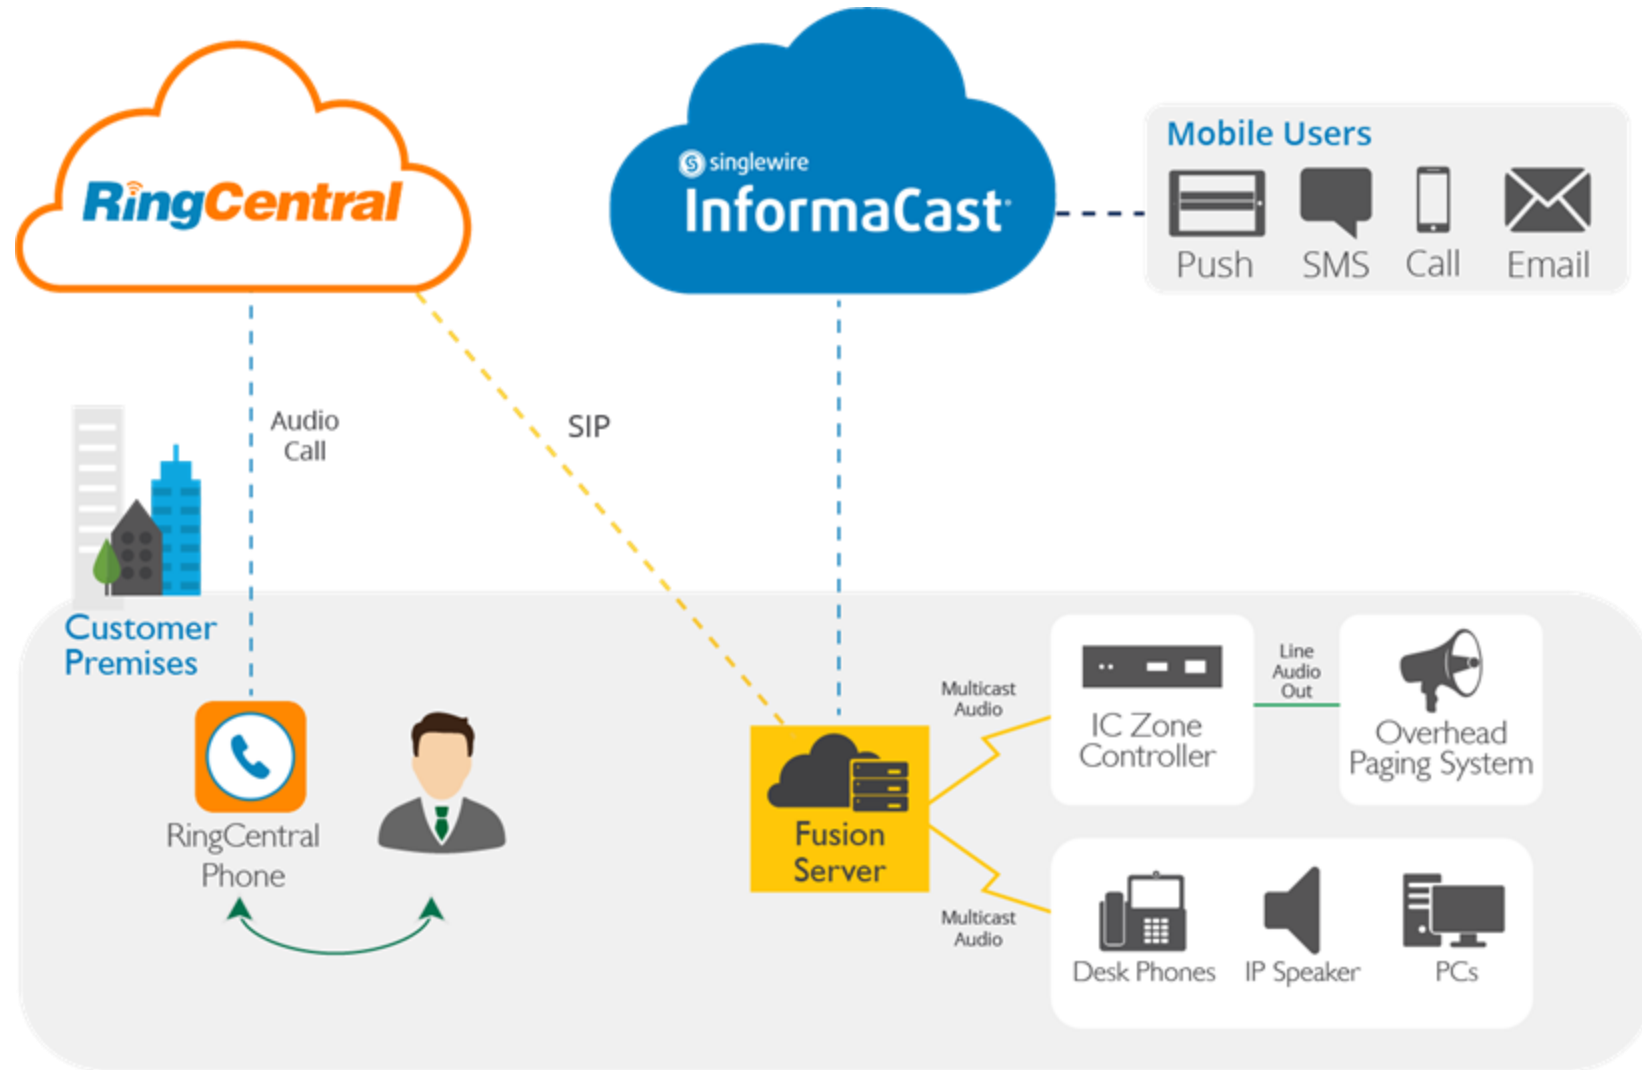 RingCentral
singlewire
InformaCast
Mobile Users
Push
SMS
Call
Email
Audio
Call
SIP
Customer
Premises
RingCentral
Phone
Fusion
Server
Multicast
Audio
Multicast
Audio
IC Zone
Controller
Line
Audio
Out
Overhead
Paging System
Desk Phones
IP Speaker
PCs